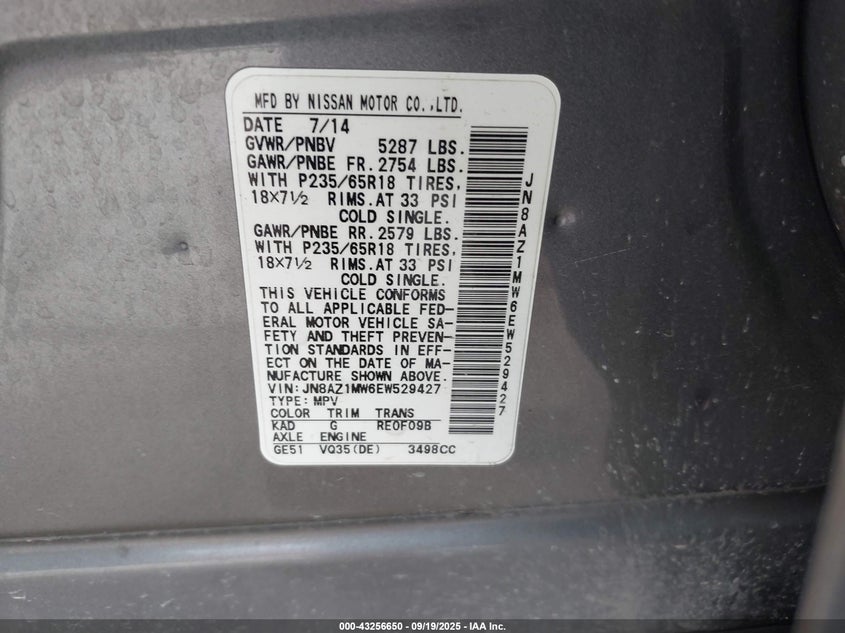 MFD BY NISSAN MOTOR CO.,LTD.
DATE 7/14
GVWR/PNBV 5287 LBS.
GAWR/PNBE FR. 2754 LBS.
WITH P235/65R18 TIRES,
18×7½ RIMS.AT 33 PSI
COLD SINGLE.
GAWR/PNBE RR. 2579 LBS.
WITH P235/65R18 TIRES,
18×7½ RIMS.AT 33 PSI
COLD SINGLE.
THIS VEHICLE CONFORMS
TO ALL APPLICABLE FED-
ERAL MOTOR VEHICLE SA-
FETY AND THEFT PREVEN-
TION STANDARDS IN EFF-
ECT ON THE DATE OF MA-
NUFACTURE SHOWN ABOVE.
VIN:JN8AZ1MW6EW529427
TYPE:MPV
COLOR TRIM TRANS
KAD G RE0F09B
AXLE ENGINE
GE51 VQ35(DE) 3498CC
JN8AZ1MW6EW529427
000-43256650 - 09/19/2025 - IAA Inc.